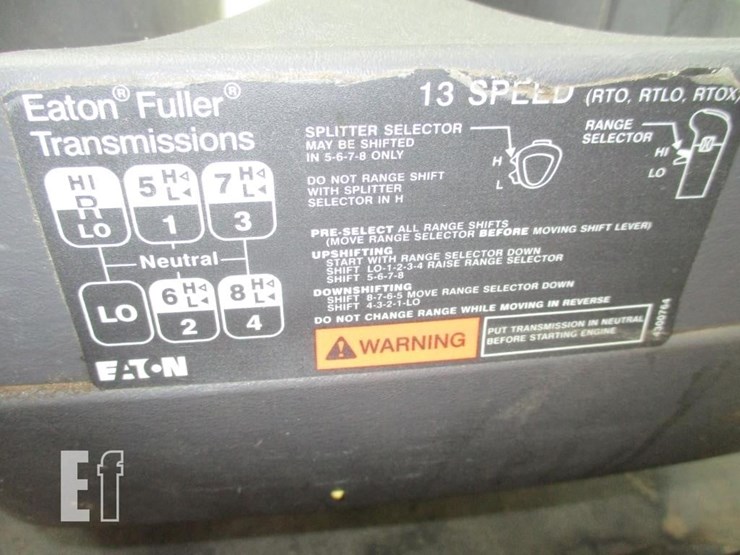 Eaton® Fuller®
Transmissions
13 SPEED (RTO, RTLO, RTOX)
HI
R
LO
5 H
L
1
7 H
L
3
Neutral
LO
6 H
L
2
8 H
L
4
EATON
SPLITTER SELECTOR
MAY BE SHIFTED
IN 5-6-7-8 ONLY
DO NOT RANGE SHIFT
WITH SPLITTER
SELECTOR IN H
H
L
RANGE
SELECTOR
HI
LO
PRE-SELECT ALL RANGE SHIFTS
(MOVE RANGE SELECTOR BEFORE MOVING SHIFT LEVER)
UPSHIFTING
START WITH RANGE SELECTOR DOWN
SHIFT LO-1-2-3-4 RAISE RANGE SELECTOR
SHIFT 5-6-7-8
DOWNSHIFTING
SHIFT 8-7-6-5 MOVE RANGE SELECTOR DOWN
SHIFT 4-3-2-1-LO
DO NOT CHANGE RANGE WHILE MOVING IN REVERSE
WARNING
PUT TRANSMISSION IN NEUTRAL
BEFORE STARTING ENGINE
4300764
Ef